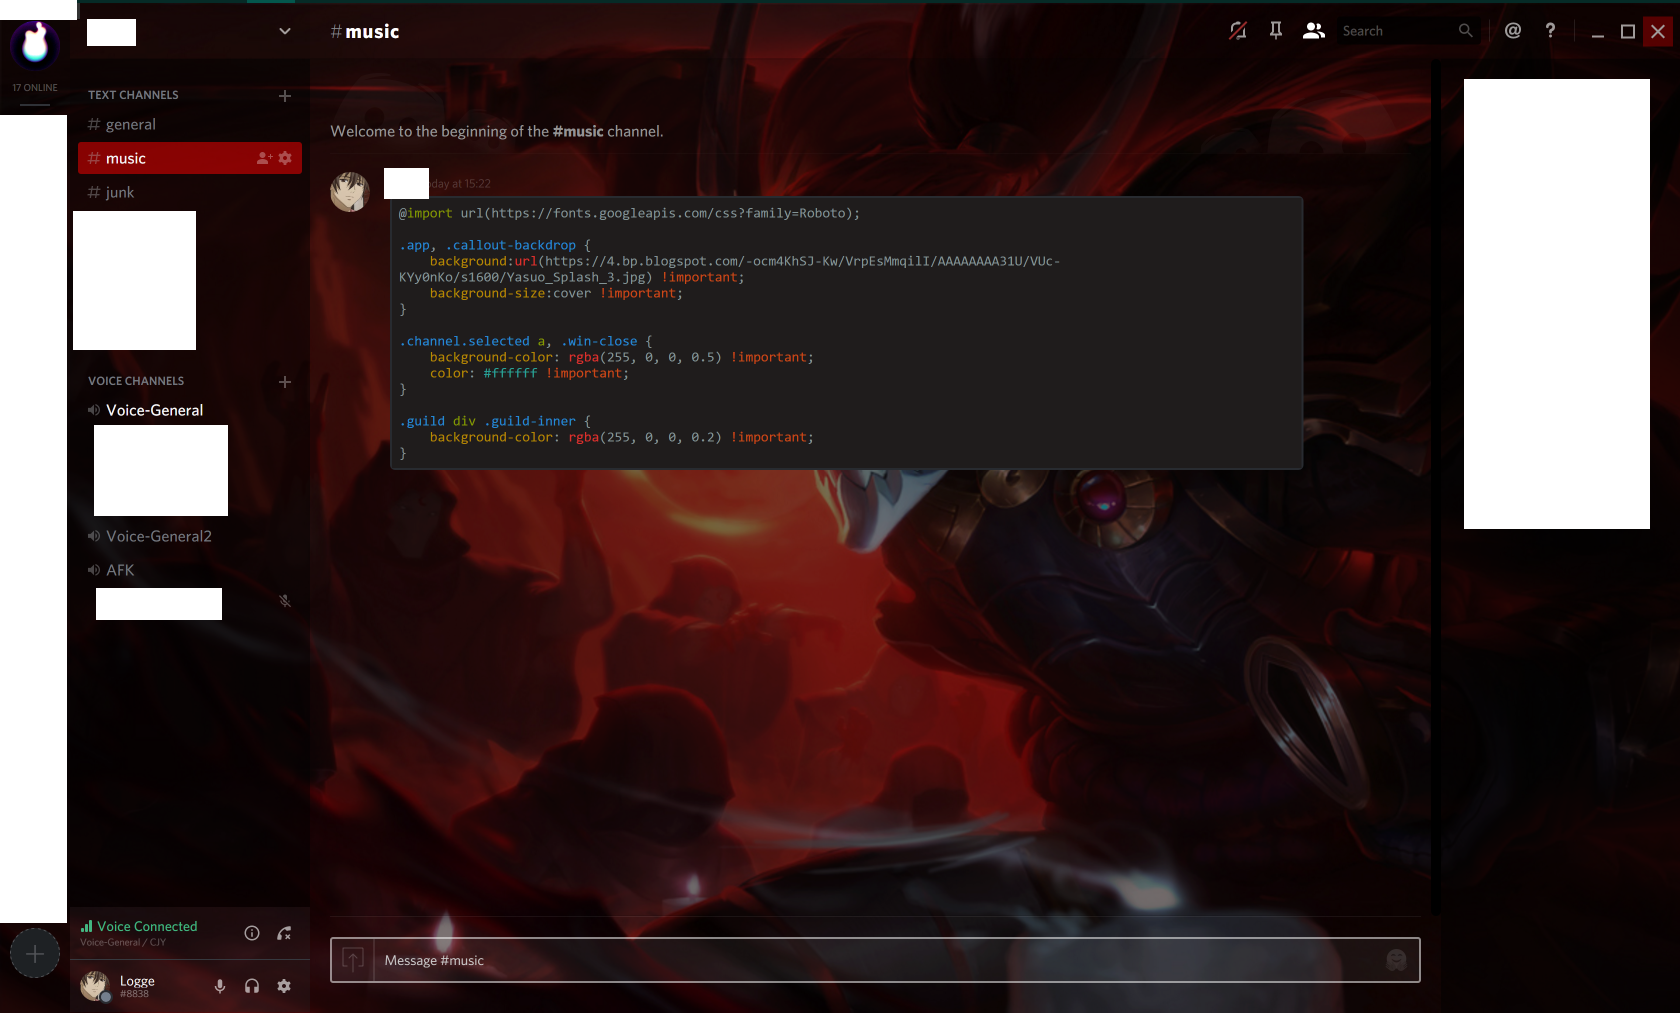 #music
Search
@
?
17 ONLINE
TEXT CHANNELS
# general
# music
# junk
VOICE CHANNELS
Voice-General
Voice-General2
AFK
Voice Connected
Voice-General / CJY
Logge
#8838
Welcome to the beginning of the #music channel.
at 15:22
@import url(https://fonts.googleapis.com/css?family=Roboto);
.app, .callout-backdrop {
background:url(https://4.bp.blogspot.com/-ocm4KhSJ-Kw/VrpEsMmqilI/AAAAAAAA31U/VUc-
KYy0nKo/s1600/Yasuo_Splash_3.jpg) !important;
background-size:cover !important;
}
.channel.selected a, .win-close {
background-color: rgba(255, 0, 0, 0.5) !important;
color: #ffffff !important;
}
.guild div .guild-inner {
background-color: rgba(255, 0, 0, 0.2) !important;
}
Message #music